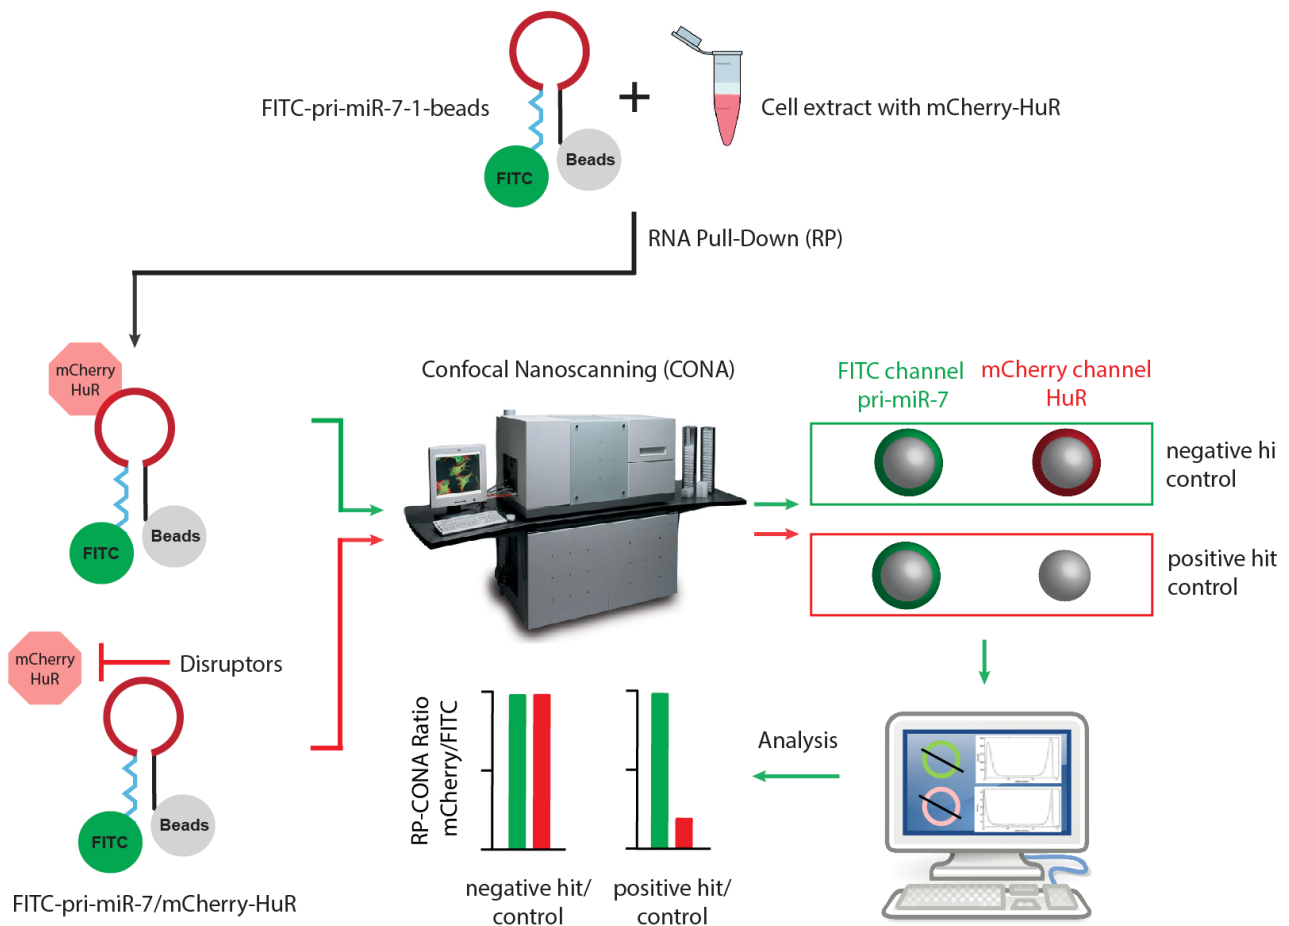 FITC-pri-miR-7-1-beads
FITC
Beads
+
Cell extract with mCherry-HuR
RNA Pull-Down (RP)
mCherry
HuR
FITC
Beads
Confocal Nanoscanning (CONA)
FITC channel
pri-miR-7
mCherry channel
HuR
negative hi
control
positive hit
control
mCherry
HuR
Disruptors
FITC
Beads
FITC-pri-miR-7/mCherry-HuR
RP-CONA Ratio
mCherry/FITC
negative hit/
control
positive hit/
control
Analysis